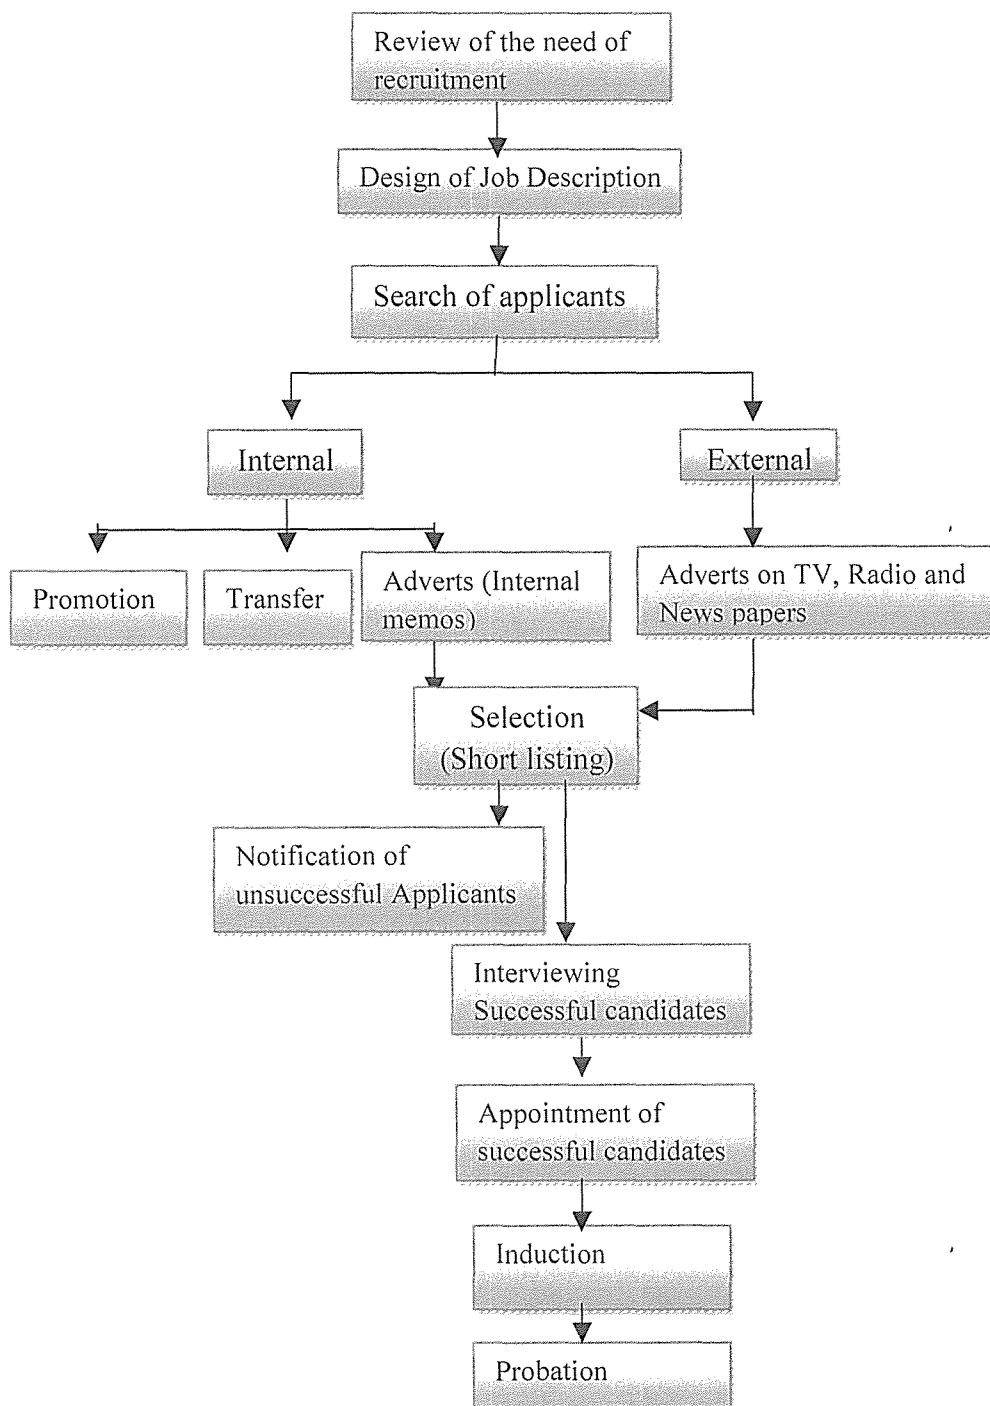 Review of the need of
recruitment
Design of Job Description
Search of applicants
Internal
External
Promotion
Transfer
Adverts (Internal
memos)
Adverts on TV, Radio and
News papers
Selection
(Short listing)
Notification of
unsuccessful Applicants
Interviewing
Successful candidates
Appointment of
successful candidates
Induction
Probation